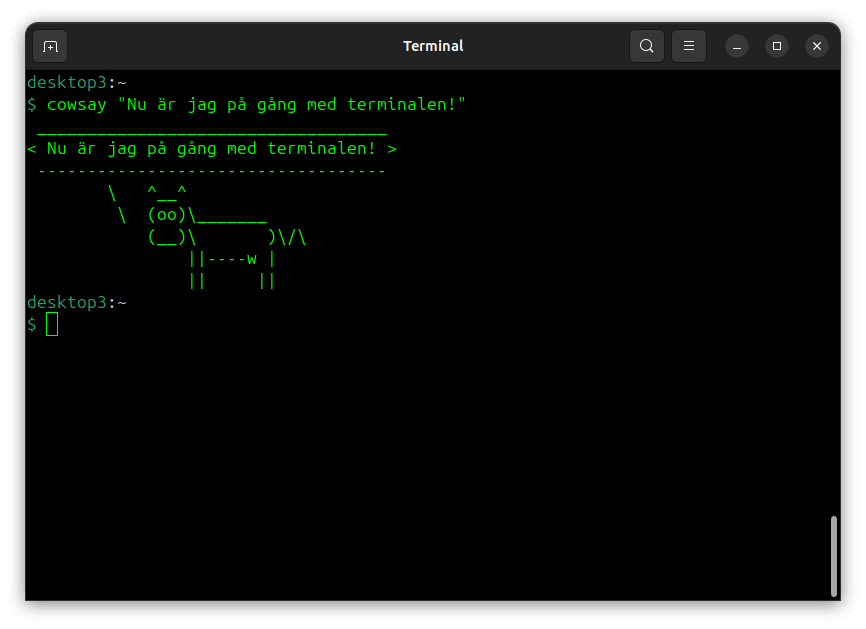 Terminal
desktop3:~
$ cowsay "Nu är jag på gång med terminalen!"
 ___________________________________
< Nu är jag på gång med terminalen! >
 -----------------------------------
        \   ^__^
         \  (oo)\_______
            (__)\       )\/\
                ||----w |
                ||     ||
desktop3:~
$